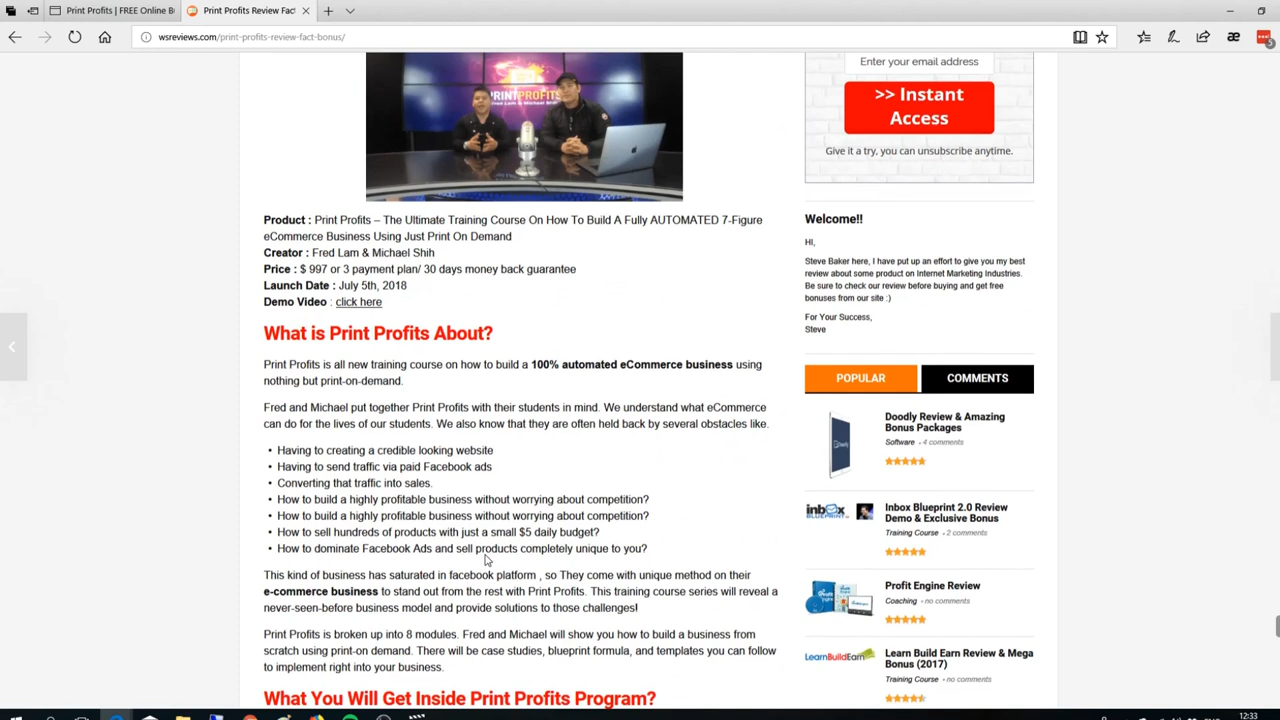 Print Profits | FREE Online B
Print Profits Review Fact
wsreviews.com/print-profits-review-fact-bonus/
PRINTPROFITS
Fred Lam & Michael Shih
Enter your email address
>> Instant
Access
Give it a try, you can unsubscribe anytime.
Product : Print Profits – The Ultimate Training Course On How To Build A Fully AUTOMATED 7-Figure
eCommerce Business Using Just Print On Demand
Creator : Fred Lam & Michael Shih
Price : $ 997 or 3 payment plan/ 30 days money back guarantee
Launch Date : July 5th, 2018
Demo Video : click here
What is Print Profits About?
Print Profits is all new training course on how to build a 100% automated eCommerce business using
nothing but print-on-demand.
Fred and Michael put together Print Profits with their students in mind. We understand what eCommerce
can do for the lives of our students. We also know that they are often held back by several obstacles like.
• Having to creating a credible looking website
• Having to send traffic via paid Facebook ads
• Converting that traffic into sales.
• How to build a highly profitable business without worrying about competition?
• How to build a highly profitable business without worrying about competition?
• How to sell hundreds of products with just a small $5 daily budget?
• How to dominate Facebook Ads and sell products completely unique to you?
This kind of business has saturated in facebook platform , so They come with unique method on their
e-commerce business to stand out from the rest with Print Profits. This training course series will reveal a
never-seen-before business model and provide solutions to those challenges!
Print Profits is broken up into 8 modules. Fred and Michael will show you how to build a business from
scratch using print-on demand. There will be case studies, blueprint formula, and templates you can follow
to implement right into your business.
What You Will Get Inside Print Profits Program?
Welcome!!
Hi,
Steve Baker here, I have put up an effort to give you my best
review about some product on Internet Marketing Industries.
Be sure to check our review before buying and get free
bonuses from our site :)
For Your Success,
Steve
POPULAR
COMMENTS
Doodly Review & Amazing
Bonus Packages
Software • 4 comments
Inbox Blueprint 2.0 Review
Demo & Exclusive Bonus
Training Course • 2 comments
Profit Engine Review
Coaching • no comments
LearnBuildEarn
Learn Build Earn Review & Mega
Bonus (2017)
Training Course • no comments
12:33